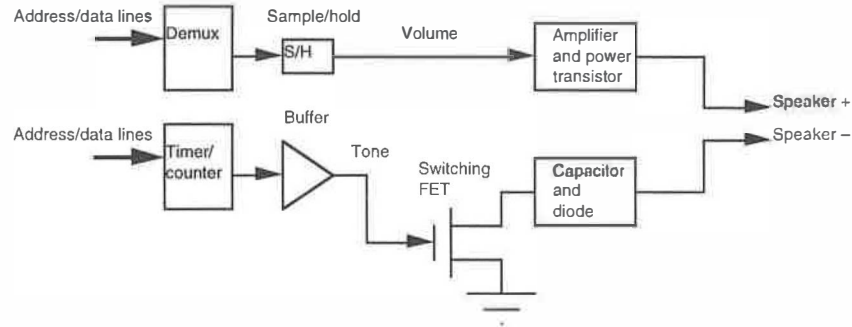 Address/data lines
Sample/hold
Demux
S/H
Volume
Amplifier
and power
transistor
Speaker +
Address/data lines
Buffer
Speaker –
Timer/
counter
Tone
Switching
FET
Capacitor
and
diode